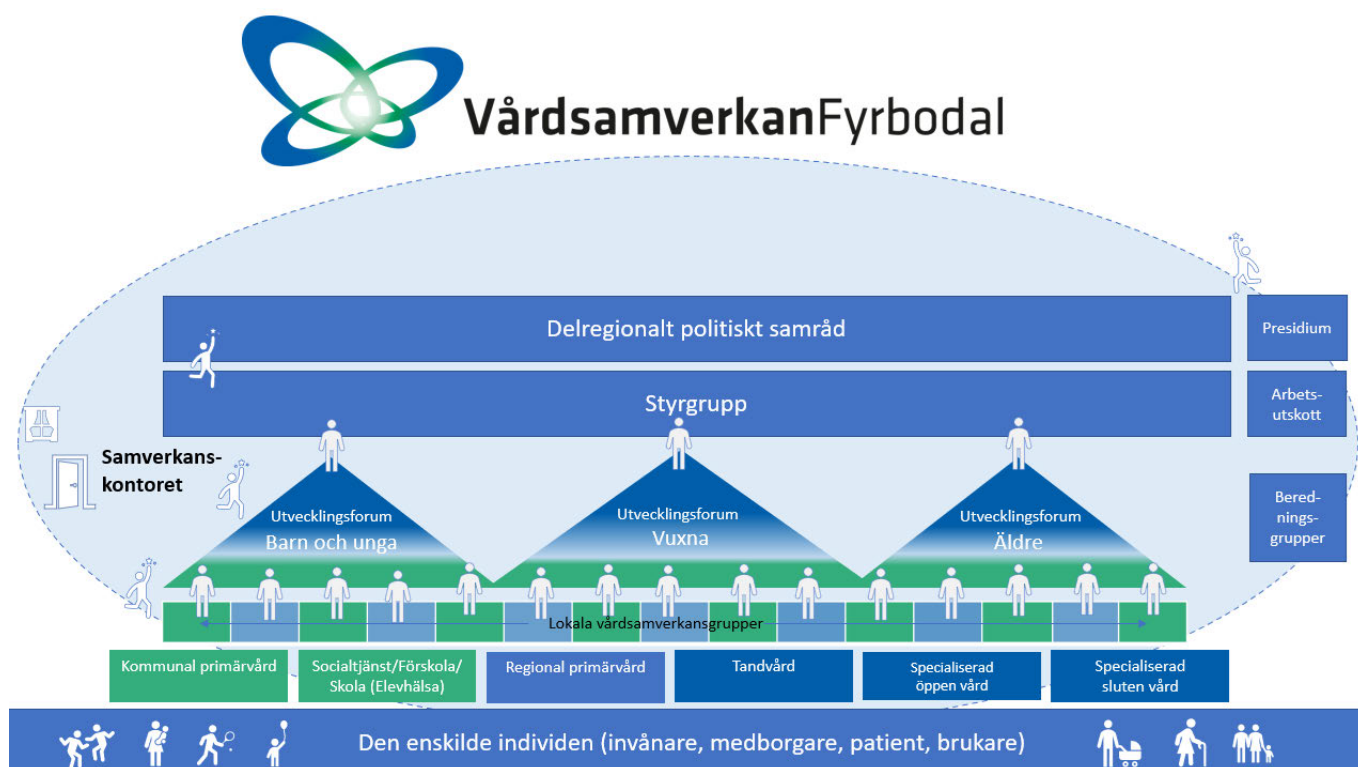 VårdsamverkanFyrbodal
Delregionalt politiskt samråd
Presidium
Styrgrupp
Arbets-
utskott
Samverkans-
kontoret
Utvecklingsforum
Barn och unga
Utvecklingsforum
Vuxna
Utvecklingsforum
Äldre
Bered-
nings-
grupper
Lokala vårdsamverkansgrupper
Kommunal primärvård
Socialtjänst/Förskola/
Skola (Elevhälsa)
Regional primärvård
Tandvård
Specialiserad
öppen vård
Specialiserad
sluten vård
Den enskilde individen (invånare, medborgare, patient, brukare)